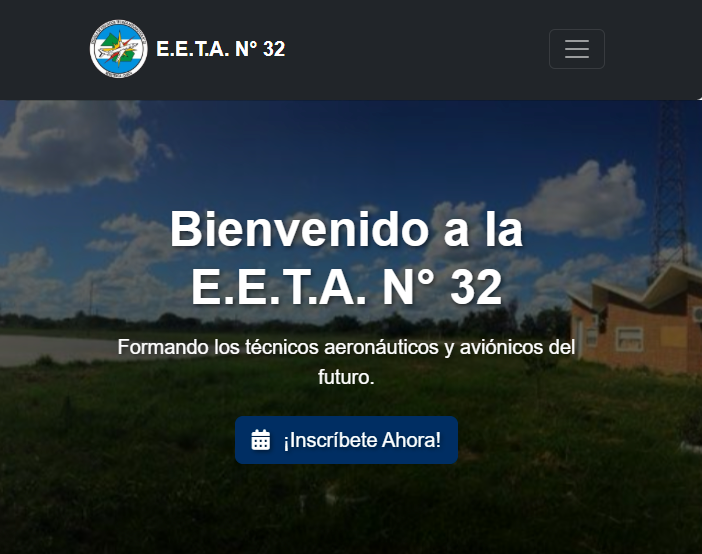 E.E.T.A. N° 32
Bienvenido a la
E.E.T.A. N° 32
Formando los técnicos aeronáuticos y aviónicos del
futuro.
¡Inscríbete Ahora!